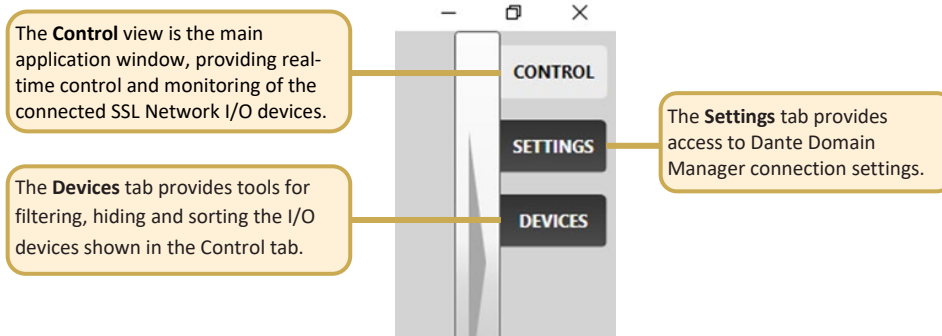 The Control view is the main
application window, providing real-
time control and monitoring of the
connected SSL Network I/O devices.
CONTROL
SETTINGS
The Settings tab provides
access to Dante Domain
Manager connection settings.
The Devices tab provides tools for
filtering, hiding and sorting the I/O
devices shown in the Control tab.
DEVICES